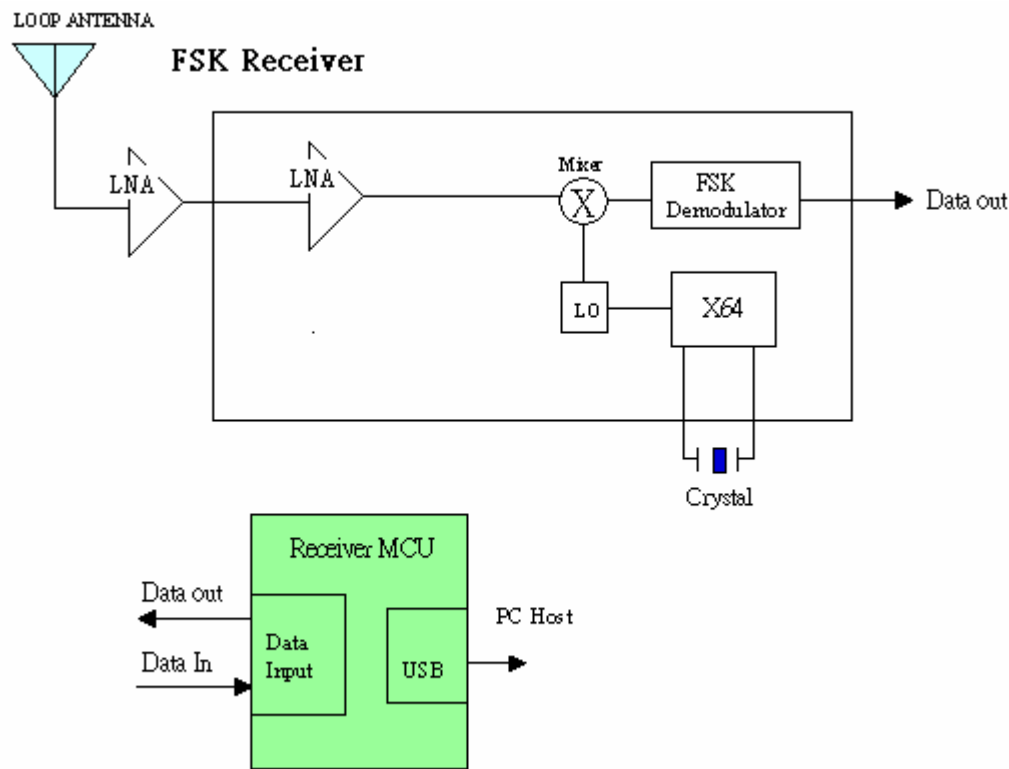 LOOP ANTENNA
FSK Receiver
LNA
LNA
Mixer
X
FSK
Demodulator
Data out
LO
X64
Crystal
Receiver MCU
Data out
Data In
Data
Input
USB
PC Host